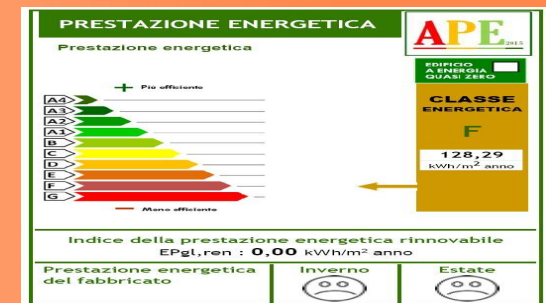 PRESTAZIONE ENERGETICA
APE 2015
Prestazione energetica
EDIFICIO
A ENERGIA
QUASI ZERO
+ Più efficiente
CLASSE
ENERGETICA
F
128,29
kWh/m² anno
A4
A3
A2
A1
B
C
D
E
F
G
— Meno efficiente
Indice della prestazione energetica rinnovabile
EPgl,ren : 0,00 kWh/m² anno
Prestazione energetica
del fabbricato
Inverno
Estate